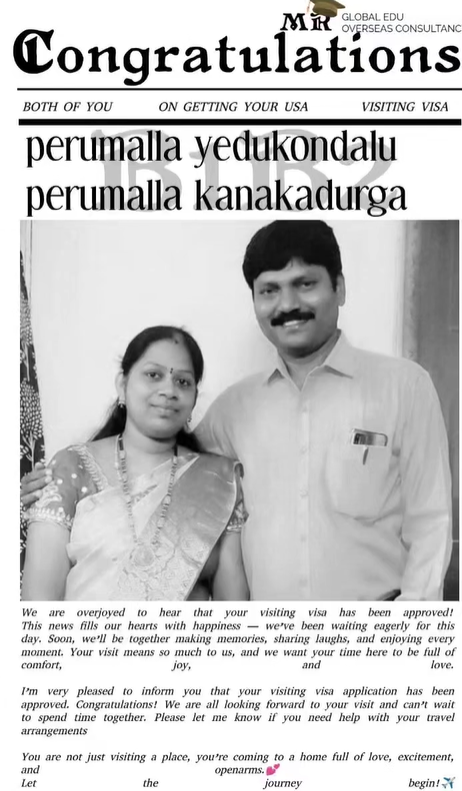 MR GLOBAL EDU
OVERSEAS CONSULTANC
Congratulations
BOTH OF YOU ON GETTING YOUR USA VISITING VISA
B1B2
perumalla yedukondalu
perumalla kanakadurga
We are overjoyed to hear that your visiting visa has been approved!
This news fills our hearts with happiness — we've been waiting eagerly for this
day. Soon, we'll be together making memories, sharing laughs, and enjoying every
moment. Your visit means so much to us, and we want your time here to be full of
comfort, joy, and love.
I'm very pleased to inform you that your visiting visa application has been
approved. Congratulations! We are all looking forward to your visit and can't wait
to spend time together. Please let me know if you need help with your travel
arrangements
You are not just visiting a place, you're coming to a home full of love, excitement,
and openarms.💕
Let the journey begin!✈️